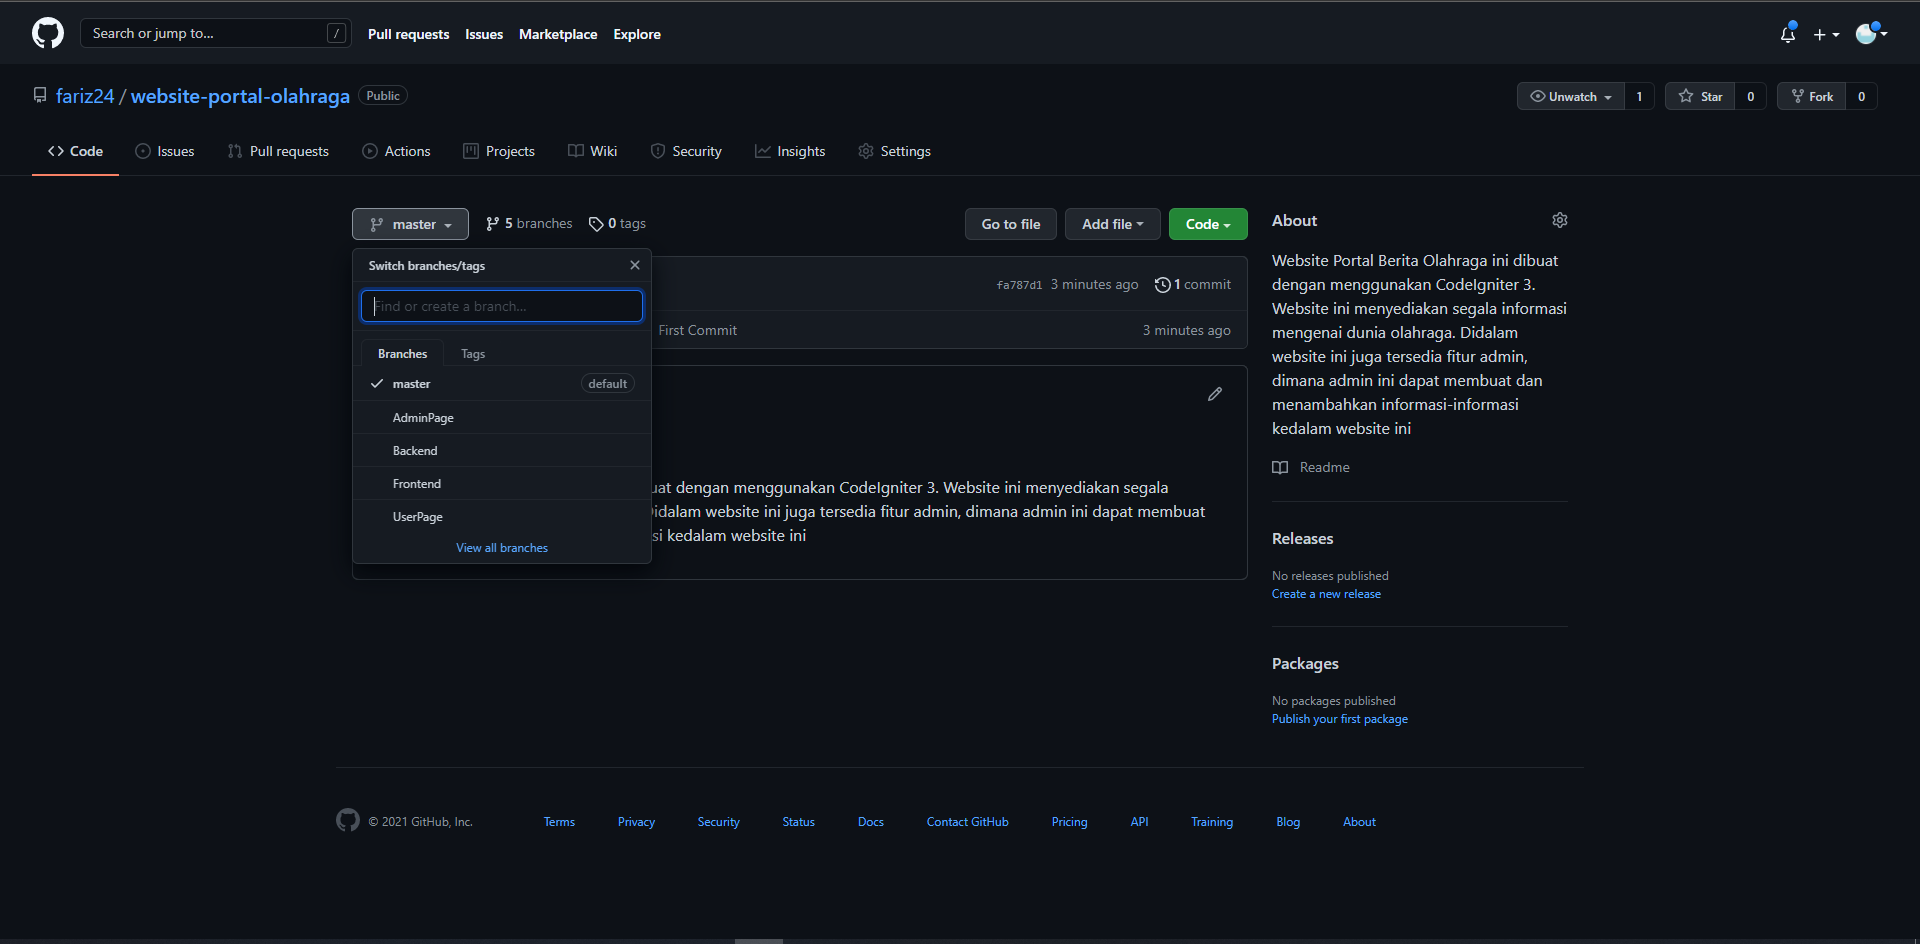 Search or jump to... /
Pull requests Issues Marketplace Explore
fariz24 / website-portal-olahraga Public
Unwatch 1 Star 0 Fork 0
Code Issues Pull requests Actions Projects Wiki Security Insights Settings
master 5 branches 0 tags
Go to file Add file Code
Switch branches/tags
Find or create a branch...
Branches Tags
master default
AdminPage
Backend
Frontend
UserPage
View all branches
fa787d1 3 minutes ago 1 commit
First Commit 3 minutes ago
uat dengan menggunakan CodeIgniter 3. Website ini menyediakan segala
Didalam website ini juga tersedia fitur admin, dimana admin ini dapat membuat
si kedalam website ini
About
Website Portal Berita Olahraga ini dibuat
dengan menggunakan CodeIgniter 3.
Website ini menyediakan segala informasi
mengenai dunia olahraga. Didalam
website ini juga tersedia fitur admin,
dimana admin ini dapat membuat dan
menambahkan informasi-informasi
kedalam website ini
Readme
Releases
No releases published
Create a new release
Packages
No packages published
Publish your first package
© 2021 GitHub, Inc.
Terms Privacy Security Status Docs Contact GitHub Pricing API Training Blog About